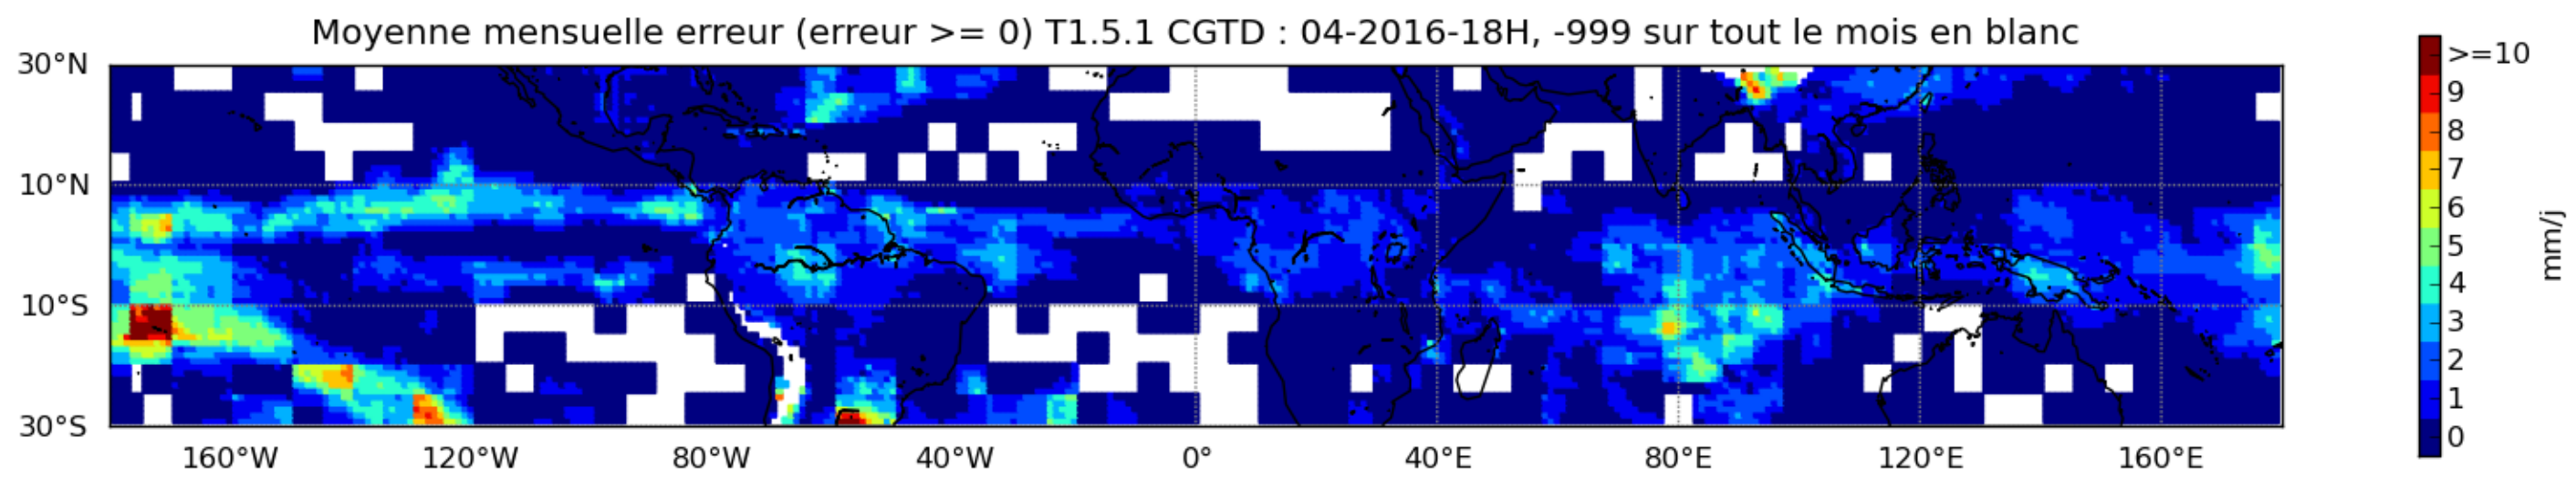 Moyenne mensuelle erreur (erreur >= 0) T1.5.1 CGTD : 04-2016-18H, -999 sur tout le mois en blanc
30°N
10°N
10°S
30°S
160°W 120°W 80°W 40°W 0° 40°E 80°E 120°E 160°E
>=10
9
8
7
6
5
4
3
2
1
0
mm/j